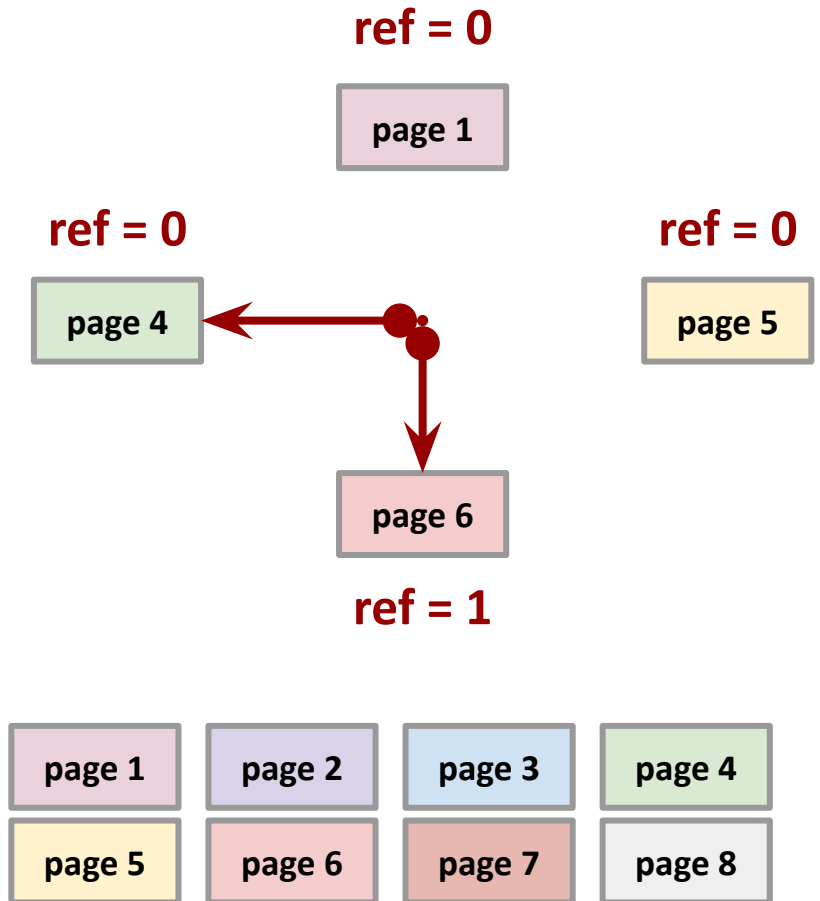 ref = 0
page 1
ref = 0
ref = 0
page 4
page 5
page 6
ref = 1
page 1 page 2 page 3 page 4
page 5 page 6 page 7 page 8